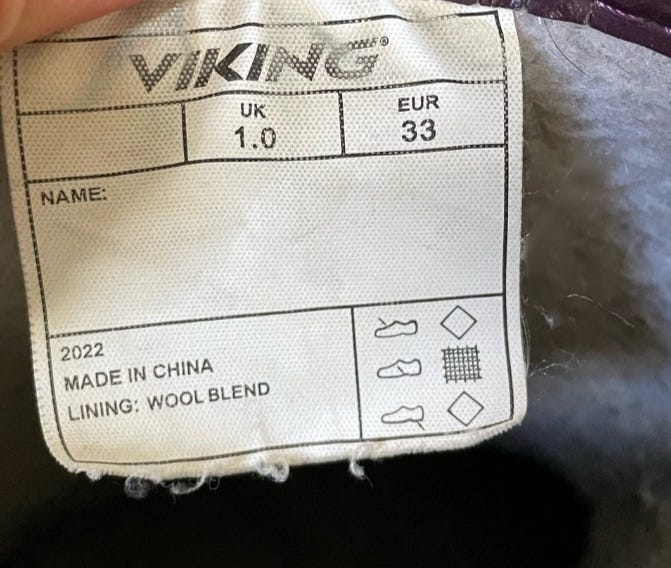 VIKING®
UK EUR
1.0 33
NAME:
2022
MADE IN CHINA
LINING: WOOL BLEND